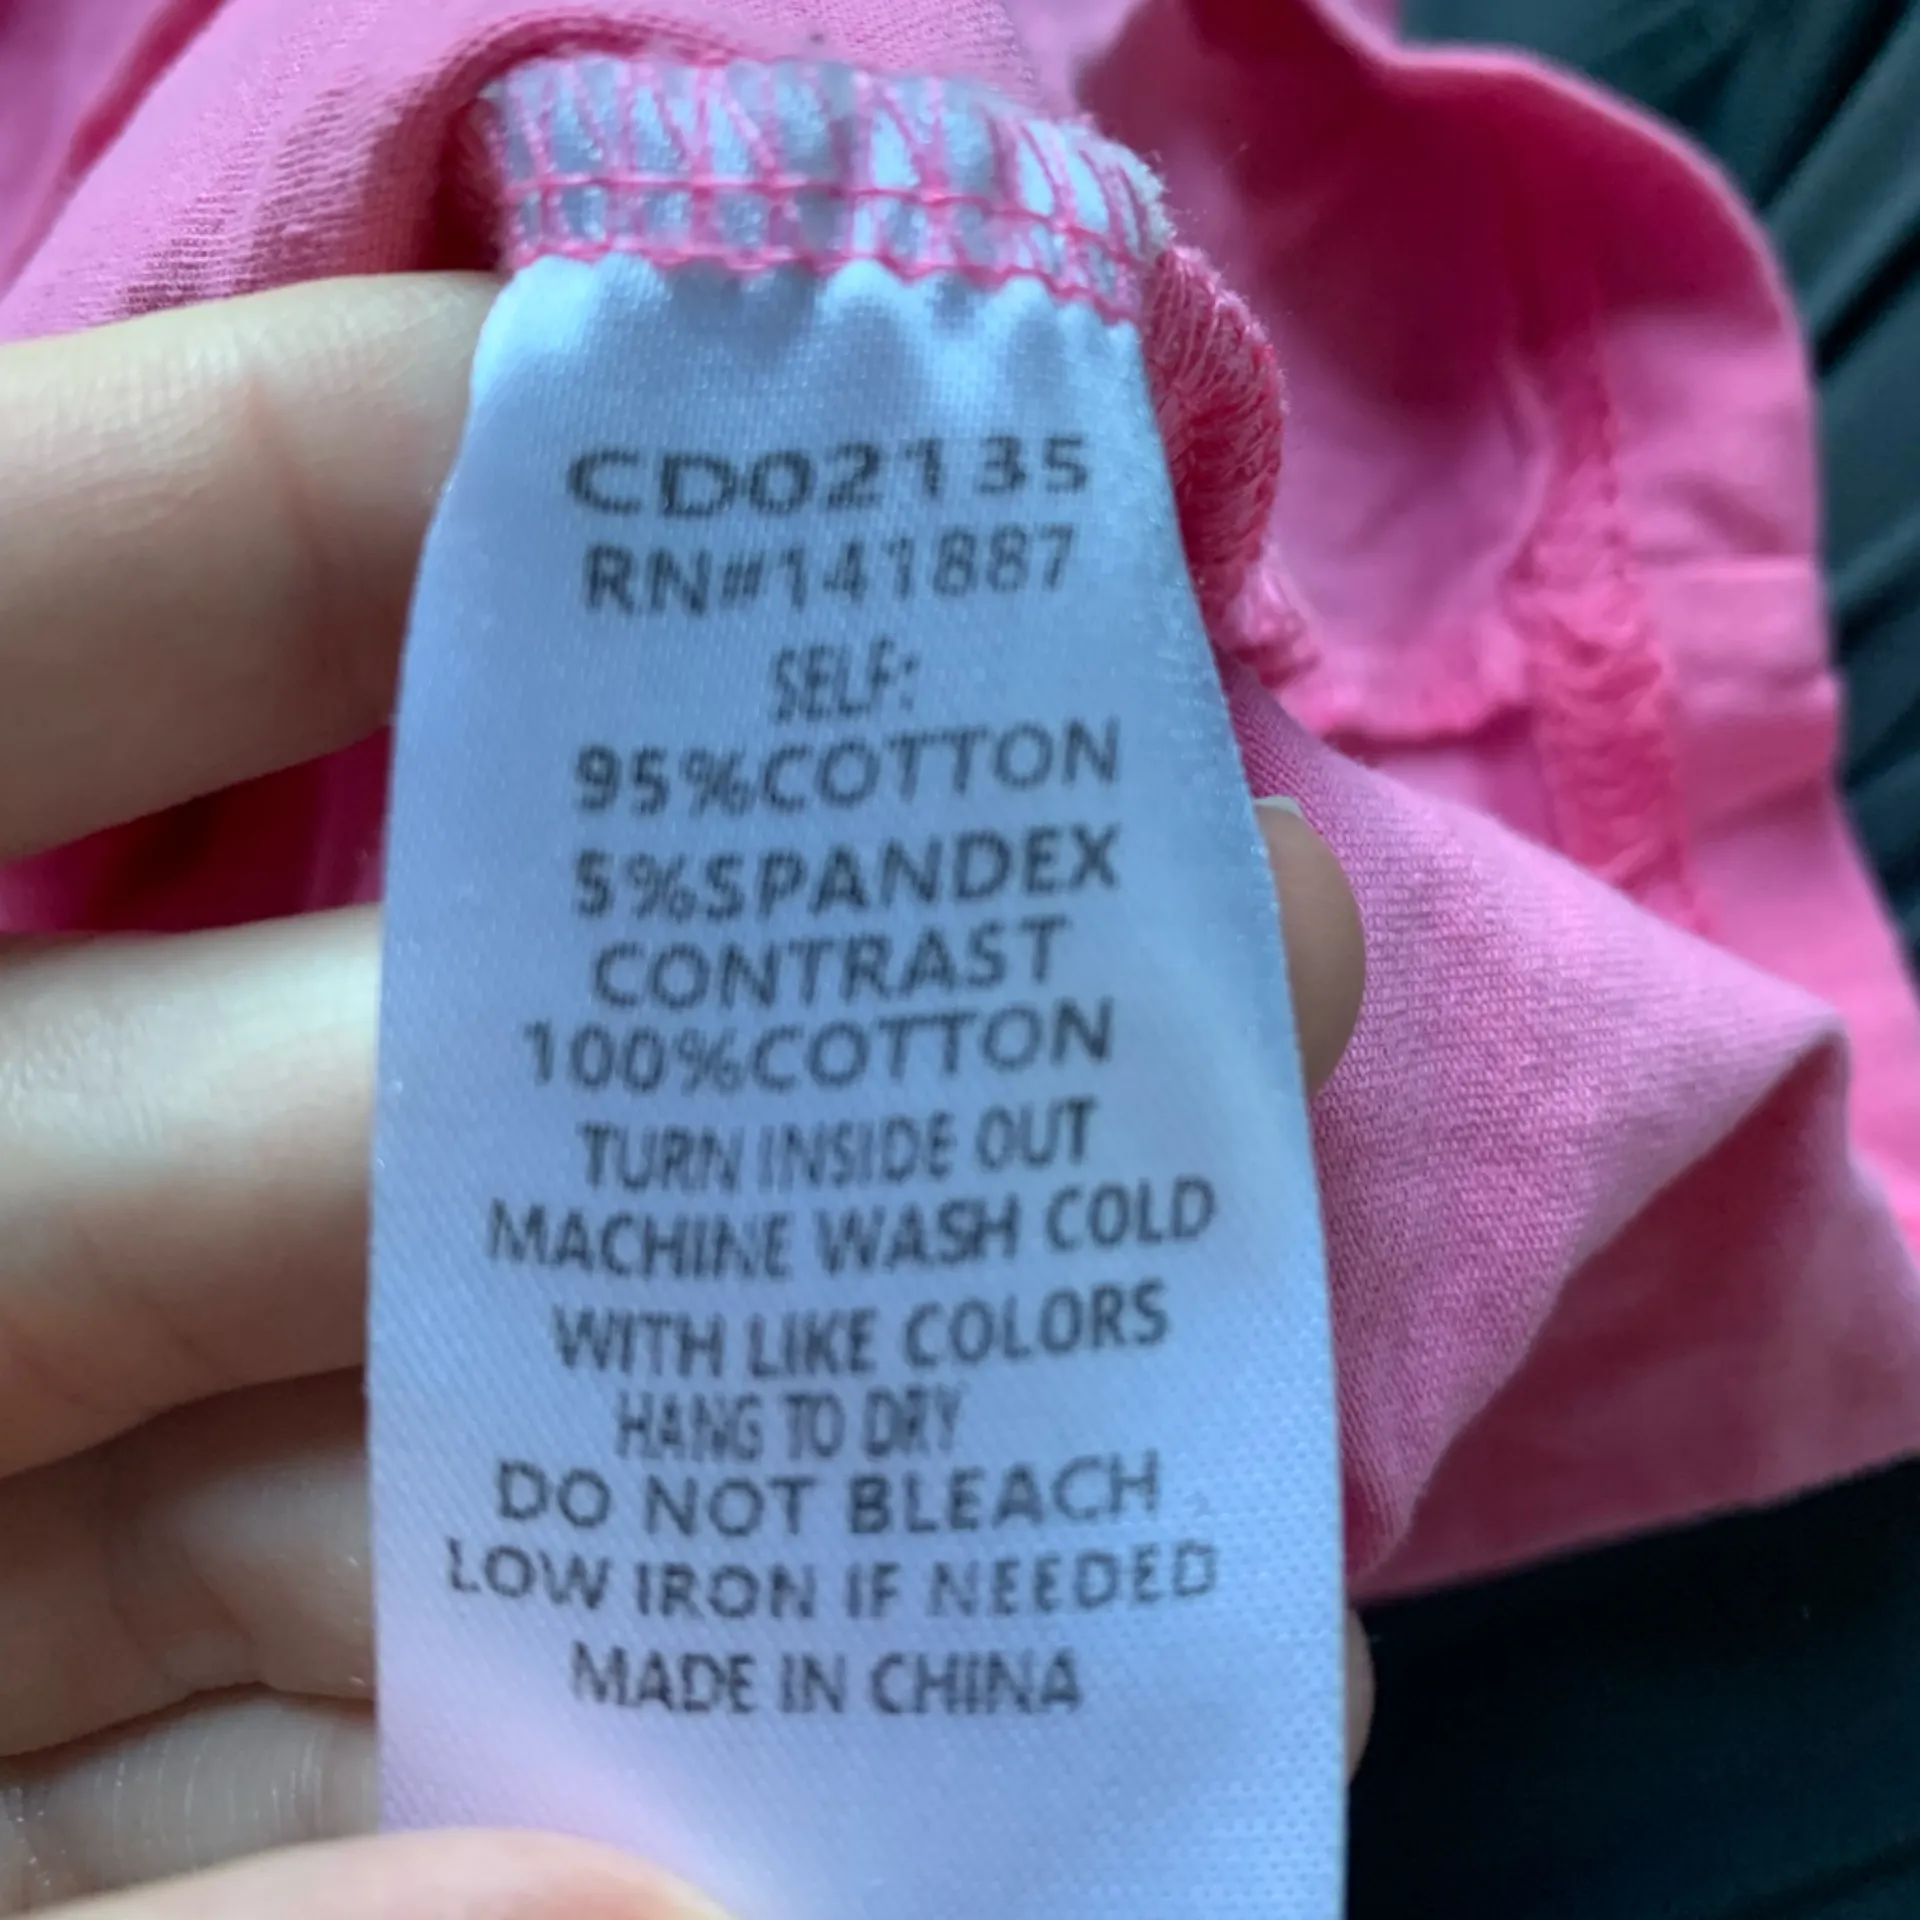 CD02135
RN#141887
SELF:
95%COTTON
5%SPANDEX
CONTRAST
100%COTTON
TURN INSIDE OUT
MACHINE WASH COLD
WITH LIKE COLORS
HANG TO DRY
DO NOT BLEACH
LOW IRON IF NEEDED
MADE IN CHINA